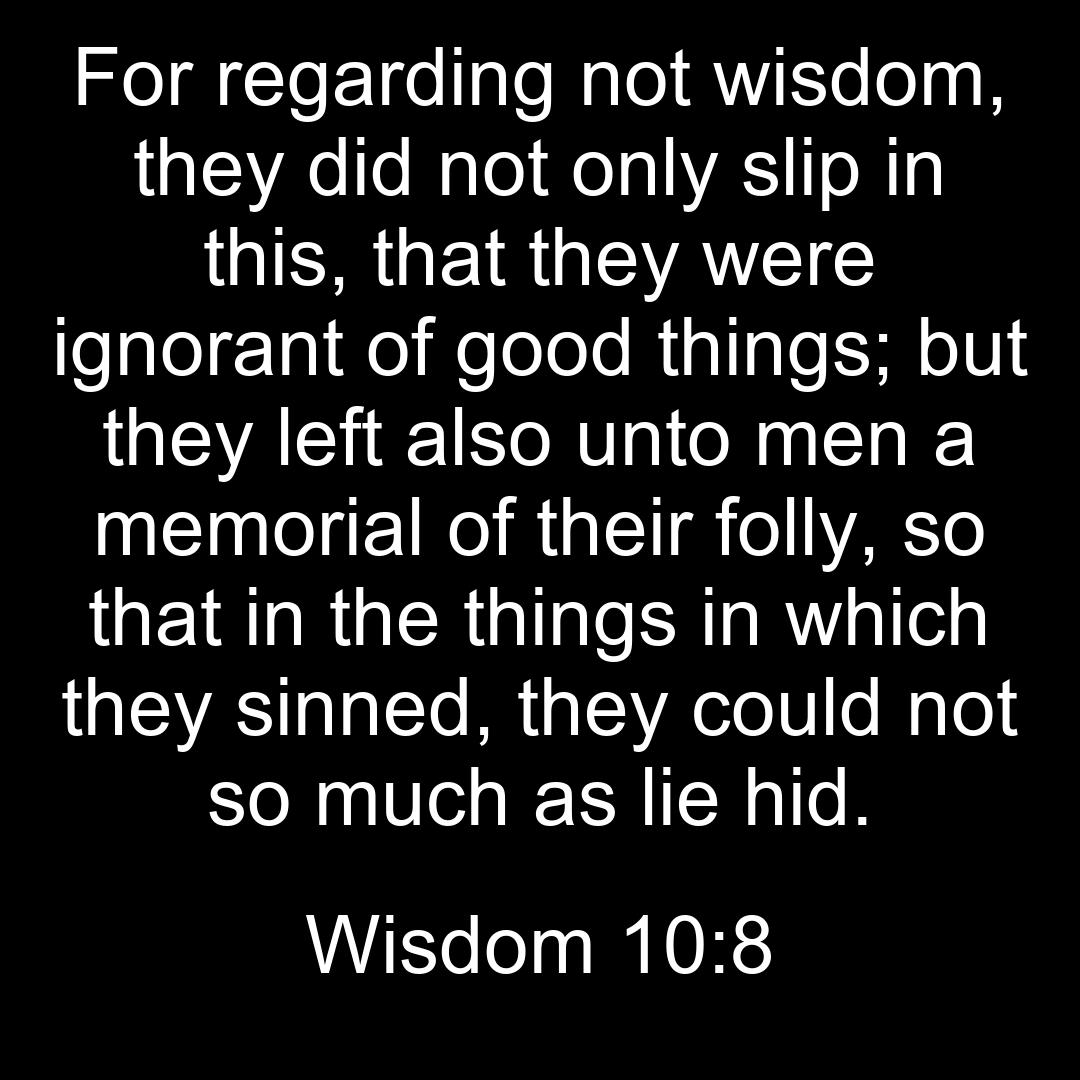 For regarding not wisdom,
they did not only slip in
this, that they were
ignorant of good things; but
they left also unto men a
memorial of their folly, so
that in the things in which
they sinned, they could not
so much as lie hid.
Wisdom 10:8